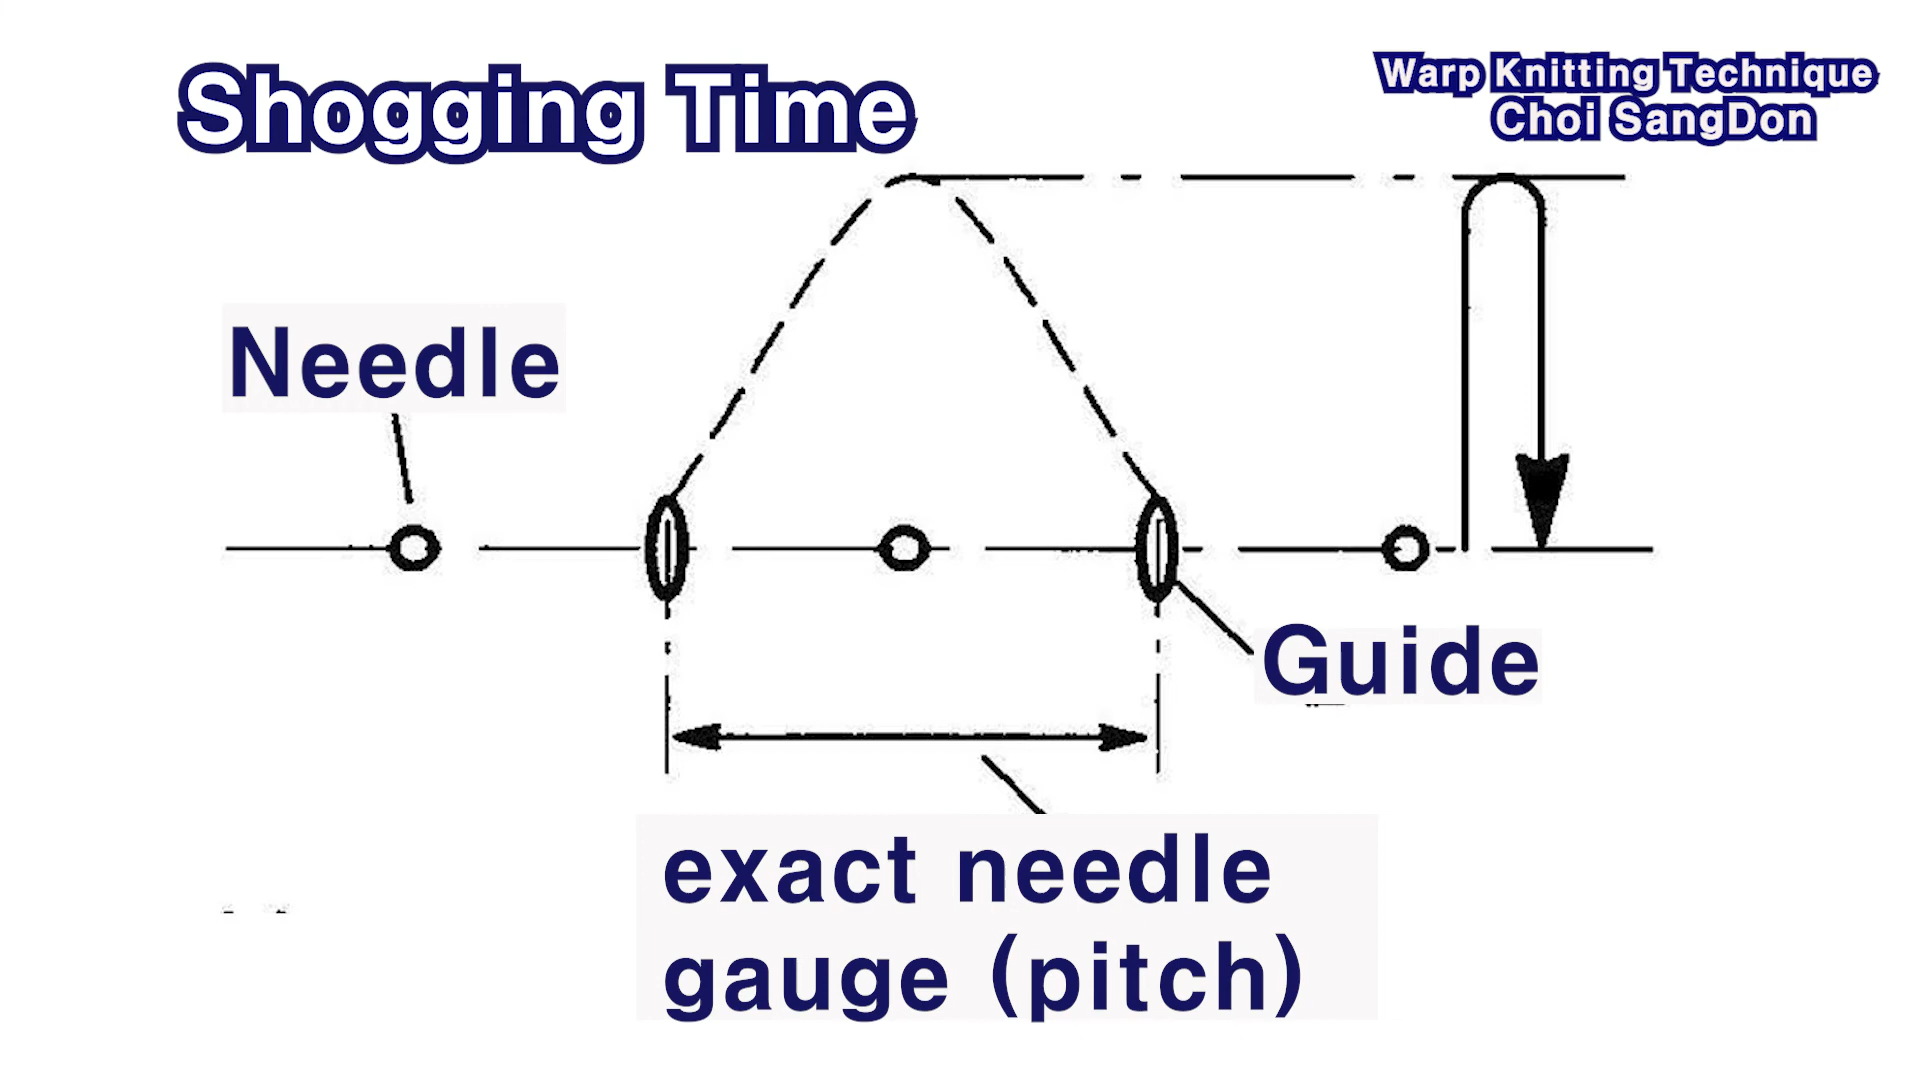 Shogging Time
Warp Knitting Technique
Choi SangDon
Needle
Guide
exact needle
gauge (pitch)